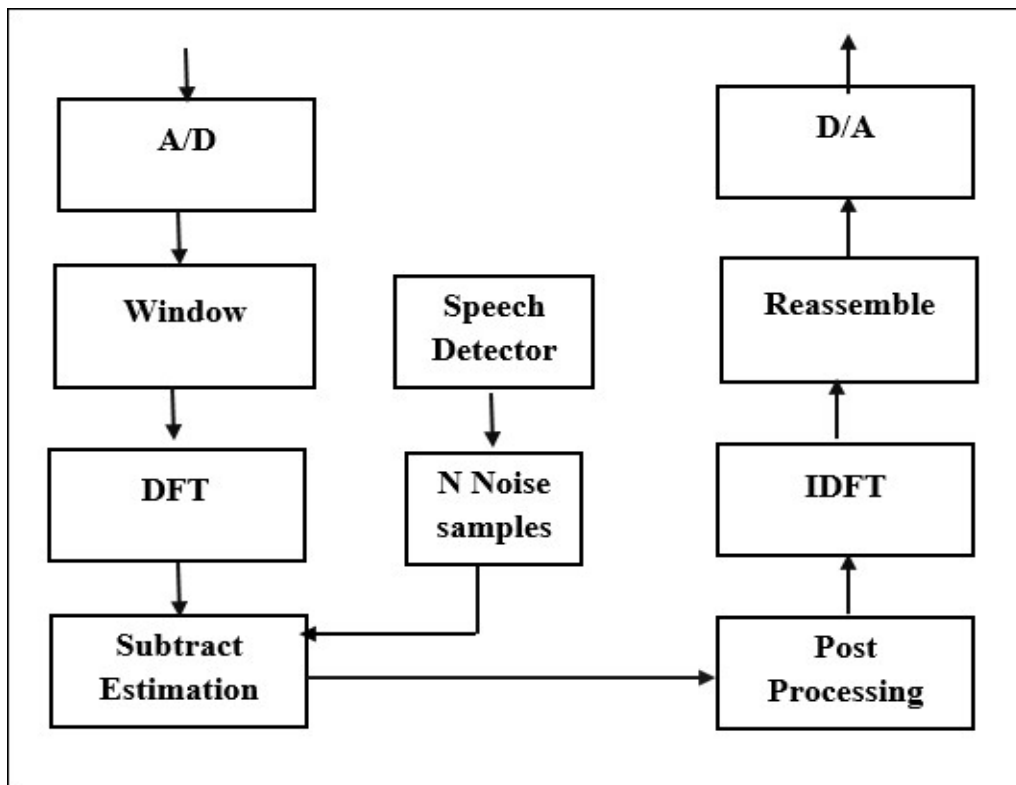 A/D
Window
DFT
Subtract
Estimation
Speech
Detector
N Noise
samples
Post
Processing
IDFT
Reassemble
D/A